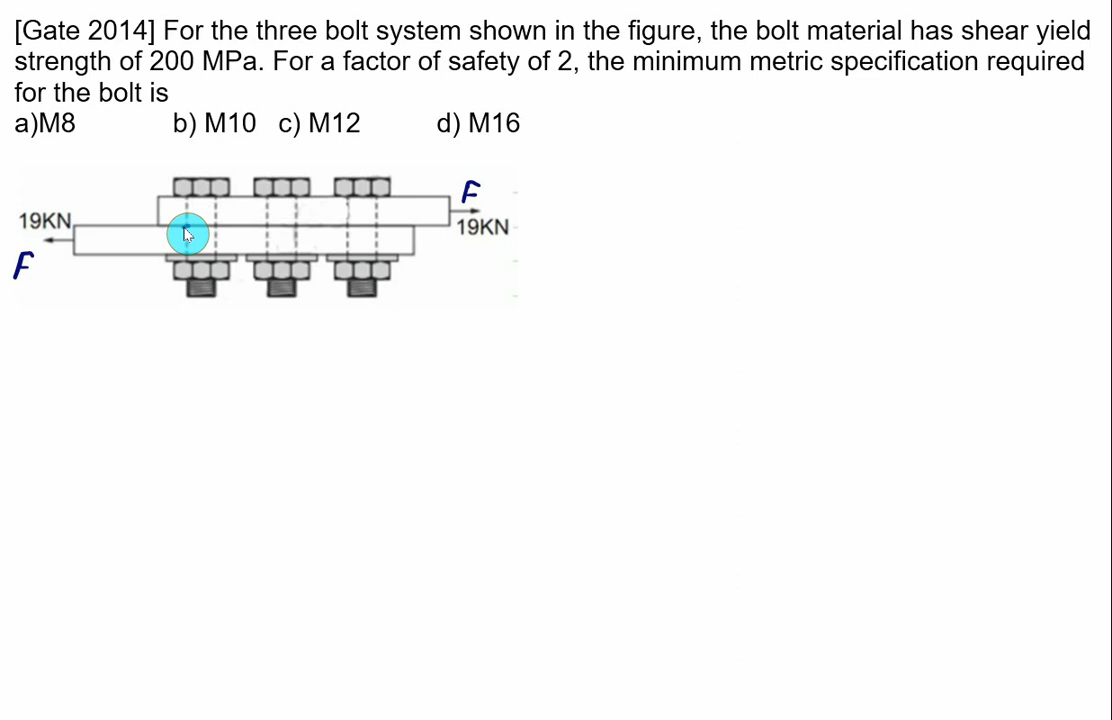 [Gate 2014] For the three bolt system shown in the figure, the bolt material has shear yield
strength of 200 MPa. For a factor of safety of 2, the minimum metric specification required
for the bolt is
a)M8 b) M10 c) M12 d) M16
F
19KN
19KN
F